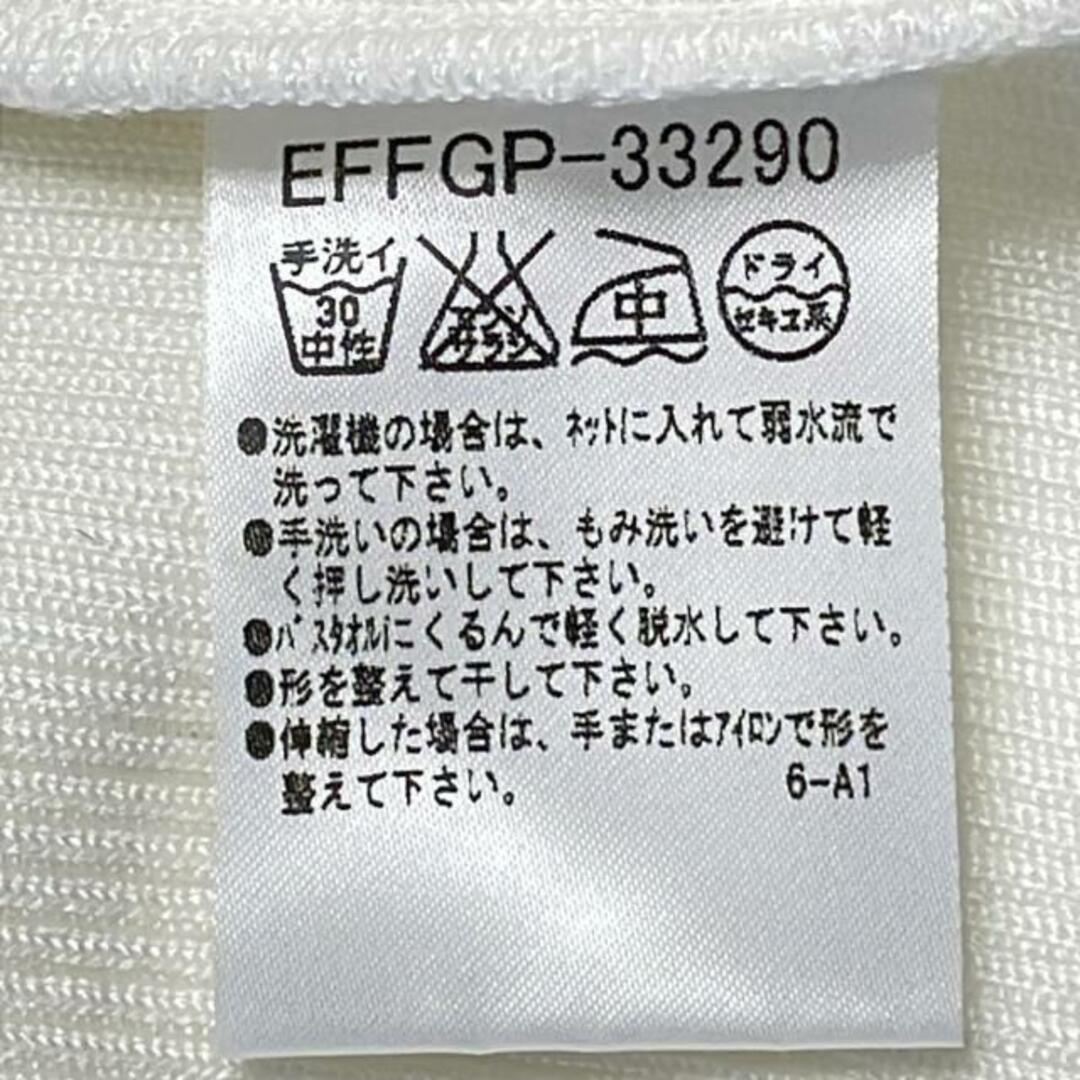 EFFGP-33290
手洗イ
30
中性
エンソ
サラシ
中
ドライ
セキユ系
●洗濯機の場合は、ネットに入れて弱水流で
洗って下さい。
●手洗いの場合は、もみ洗いを避けて軽
く押し洗いして下さい。
●バスタオルにくるんで軽く脱水して下さい。
●形を整えて干して下さい。
●伸縮した場合は、手またはアイロンで形を
整えて下さい。 6-A1